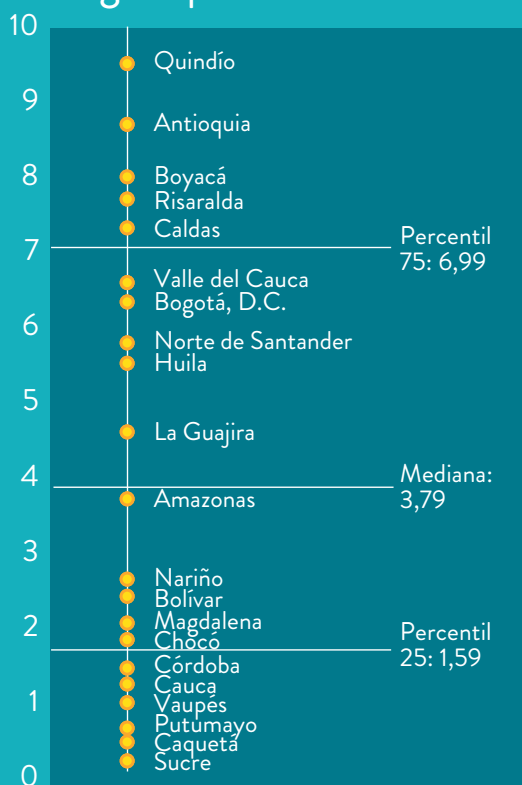 10
9
8
7
6
5
4
3
2
1
0
Quindío
Antioquia
Boyacá
Risaralda
Caldas
Percentil
75: 6,99
Valle del Cauca
Bogotá, D.C.
Norte de Santander
Huila
La Guajira
Mediana:
3,79
Amazonas
Nariño
Bolívar
Magdalena
Chocó
Percentil
25: 1,59
Córdoba
Cauca
Vaupés
Putumayo
Caquetá
Sucre